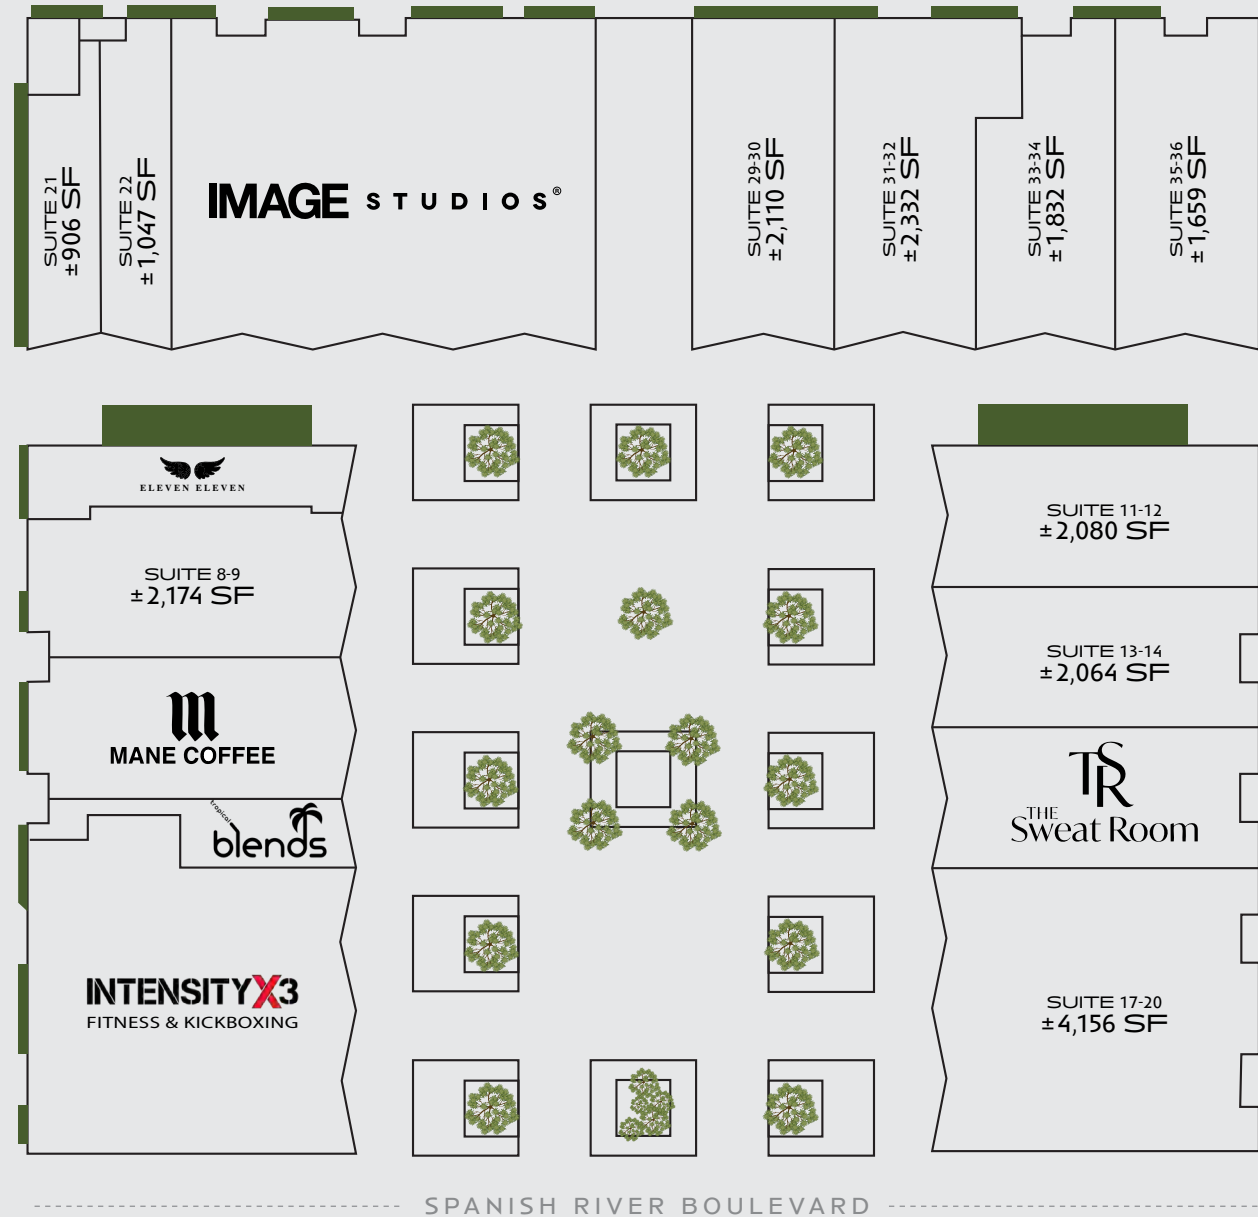 SUITE 21
±906 SF
SUITE 22
±1,047 SF
IMAGE STUDIOS®
SUITE 29-30
±2,110 SF
SUITE 31-32
±2,332 SF
SUITE 33-34
±1,832 SF
SUITE 35-36
±1,659 SF
ELEVEN ELEVEN
SUITE 8-9
±2,174 SF
m
MANE COFFEE
tropical
blends
INTENSITYX3
FITNESS & KICKBOXING
SUITE 11-12
±2,080 SF
SUITE 13-14
±2,064 SF
TSR
THE
Sweat Room
SUITE 17-20
±4,156 SF
SPANISH RIVER BOULEVARD